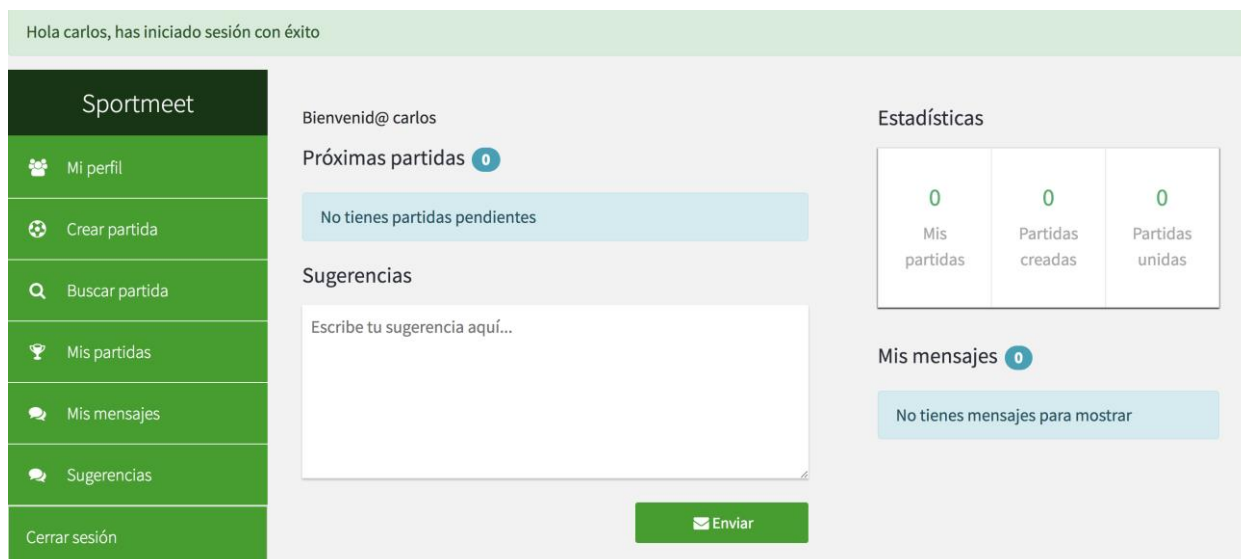 Hola carlos, has iniciado sesión con éxito
Sportmeet
Mi perfil
Crear partida
Buscar partida
Mis partidas
Mis mensajes
Sugerencias
Cerrar sesión
Bienvenid@ carlos
Próximas partidas 0
No tienes partidas pendientes
Sugerencias
Escribe tu sugerencia aquí...
Enviar
Estadísticas
0
Mis
partidas
0
Partidas
creadas
0
Partidas
unidas
Mis mensajes 0
No tienes mensajes para mostrar